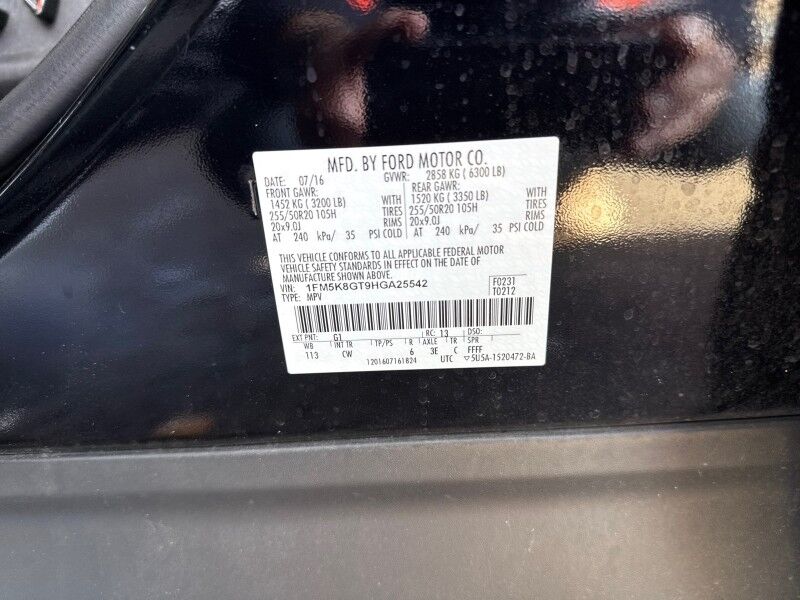 MFD. BY FORD MOTOR CO.
DATE: 07/16 GVWR: 2858 KG ( 6300 LB)
FRONT GAWR: REAR GAWR:
1452 KG ( 3200 LB) WITH 1520 KG ( 3350 LB) WITH
255/50R20 105H TIRES 255/50R20 105H TIRES
20x9.0J RIMS 20x9.0J RIMS
AT 240 kPa/ 35 PSI COLD AT 240 kPa/ 35 PSI COLD
THIS VEHICLE CONFORMS TO ALL APPLICABLE FEDERAL MOTOR
VEHICLE SAFETY STANDARDS IN EFFECT ON THE DATE OF
MANUFACTURE SHOWN ABOVE.
VIN: 1FM5K8GT9HGA25542 F0231
TYPE: MPV T0212
EXT PNT: G1 RC: 13 DSO:
WB INT TR TP/PS R AXLE TR SPR
113 CW 6 3E C FFFF
1201607161824 UTC ▽5U5A-1520472-BA